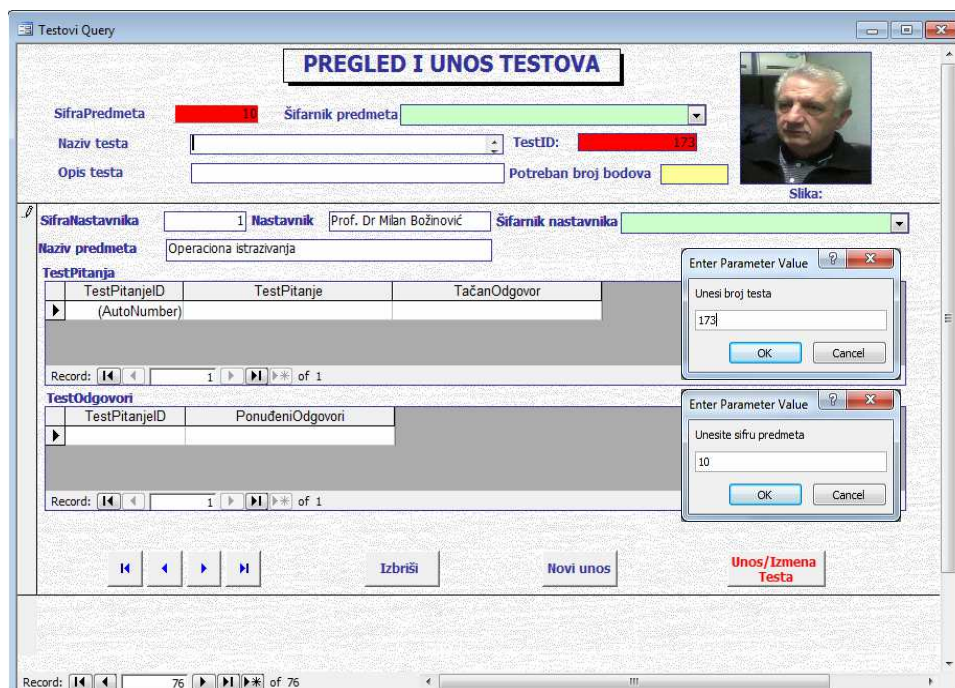 Testovi Query
PREGLED I UNOS TESTOVA
SifraPredmeta 10 Šifarnik predmeta
Naziv testa TestID: 173
Opis testa Potreban broj bodova
Slika:
SifraNastavnika 1 Nastavnik Prof. Dr Milan Božinović Šifarnik nastavnika
Naziv predmeta Operaciona istrazivanja
TestPitanja
TestPitanjeID TestPitanje TačanOdgovor
(AutoNumber)
Record: 1 of 1
Enter Parameter Value
Unesi broj testa
173
OK Cancel
TestOdgovori
TestPitanjeID PonuđeniOdgovori
Record: 1 of 1
Enter Parameter Value
Unesite sifru predmeta
10
OK Cancel
Izbriši Novi unos Unos/Izmena
Testa
Record: 76 of 76